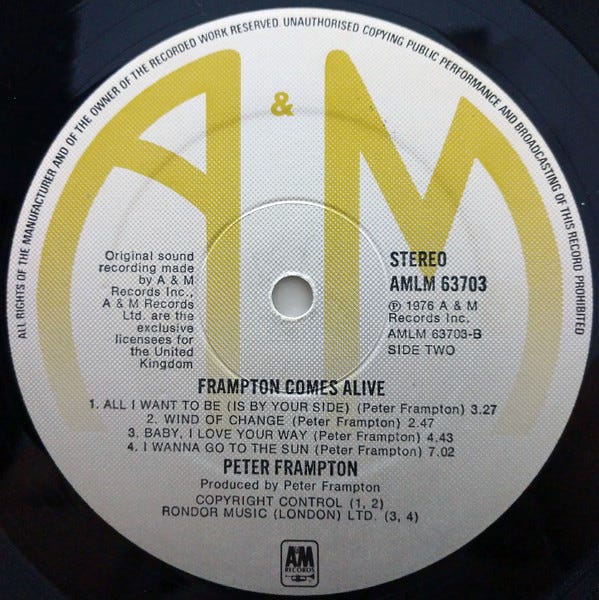 ALL RIGHTS OF THE MANUFACTURER AND OF THE OWNER OF THE RECORDED WORK RESERVED. UNAUTHORISED COPYING PUBLIC PERFORMANCE AND BROADCASTING OF THIS RECORD PROHIBITED
A & M
Original sound
recording made
by A & M
Records Inc.,
A & M Records
Ltd. are the
exclusive
licensees for
the United
Kingdom
STEREO
AMLM 63703
℗ 1976 A & M
Records Inc.
AMLM 63703-B
SIDE TWO
FRAMPTON COMES ALIVE
1. ALL I WANT TO BE (IS BY YOUR SIDE) (Peter Frampton) 3.27
2. WIND OF CHANGE (Peter Frampton) 2.47
3. BABY, I LOVE YOUR WAY (Peter Frampton) 4.43
4. I WANNA GO TO THE SUN (Peter Frampton) 7.02
PETER FRAMPTON
Produced by Peter Frampton
COPYRIGHT CONTROL (1, 2)
RONDOR MUSIC (LONDON) LTD. (3, 4)
A&M
RECORDS